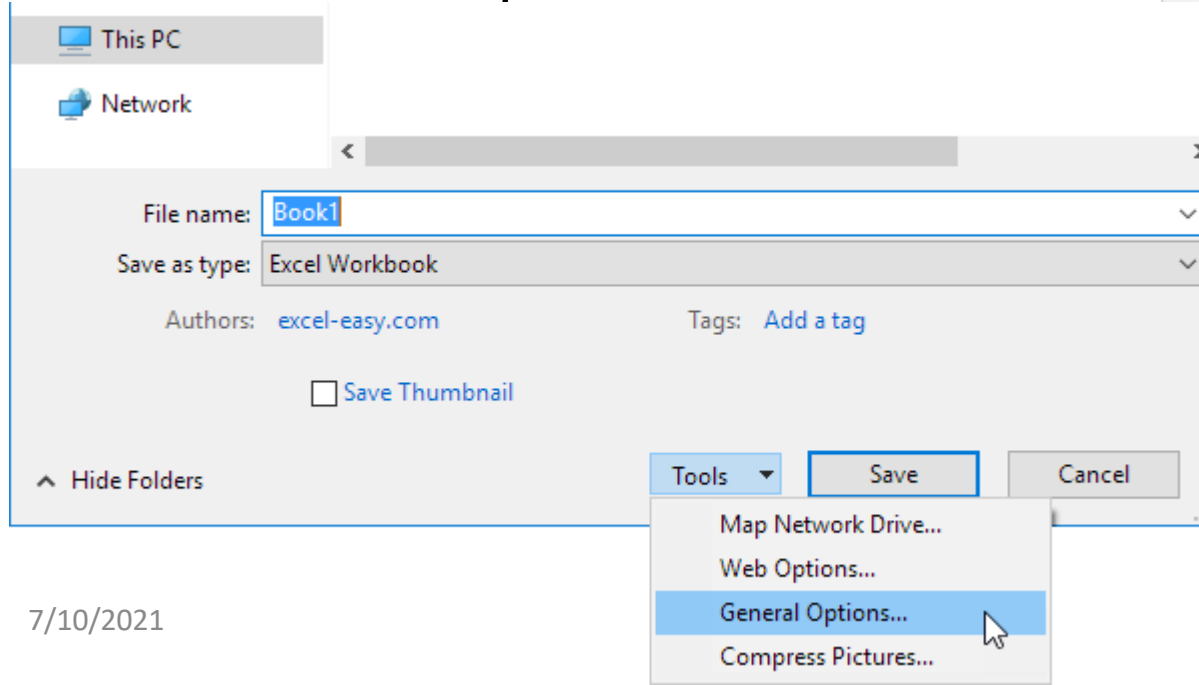 This PC
Network
File name: Book1
Save as type: Excel Workbook
Authors: excel-easy.com Tags: Add a tag
Save Thumbnail
Hide Folders Tools Save Cancel
Map Network Drive...
Web Options...
7/10/2021 General Options...
Compress Pictures...